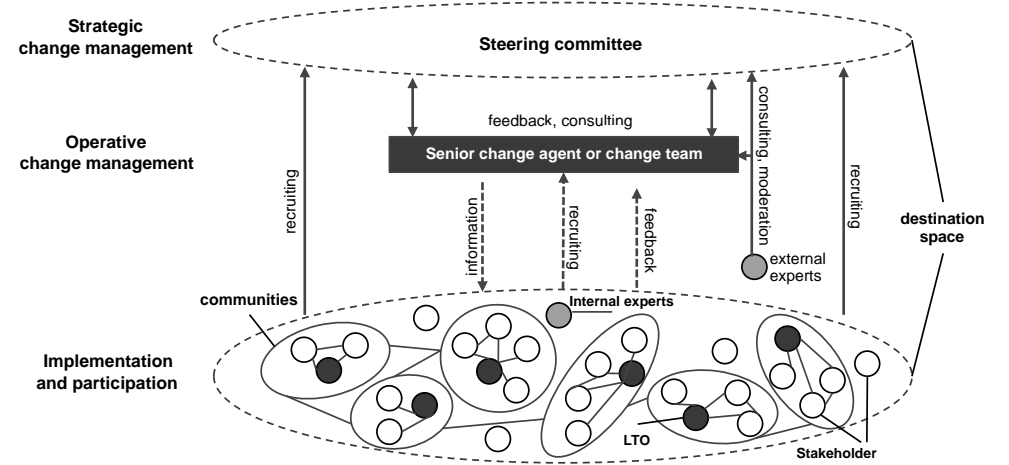 Strategic
change management
Steering committee
feedback, consulting
Operative
change management
Senior change agent or change team
consulting, moderation
recruiting
recruiting
information
recruiting
feedback
external
experts
destination
space
communities
Internal experts
Implementation
and participation
LTO
Stakeholder